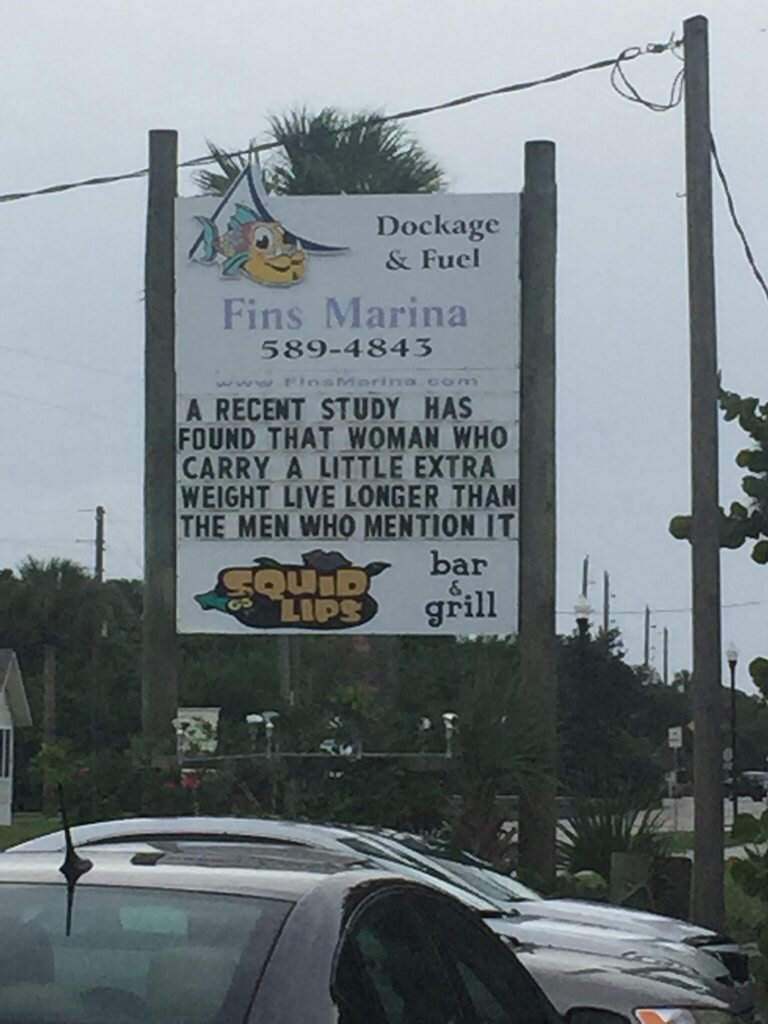 Dockage
& Fuel
Fins Marina
589-4843
www.FinsMarina.com
A RECENT STUDY HAS
FOUND THAT WOMAN WHO
CARRY A LITTLE EXTRA
WEIGHT LIVE LONGER THAN
THE MEN WHO MENTION IT
SQUID
LIPS
bar
&
grill